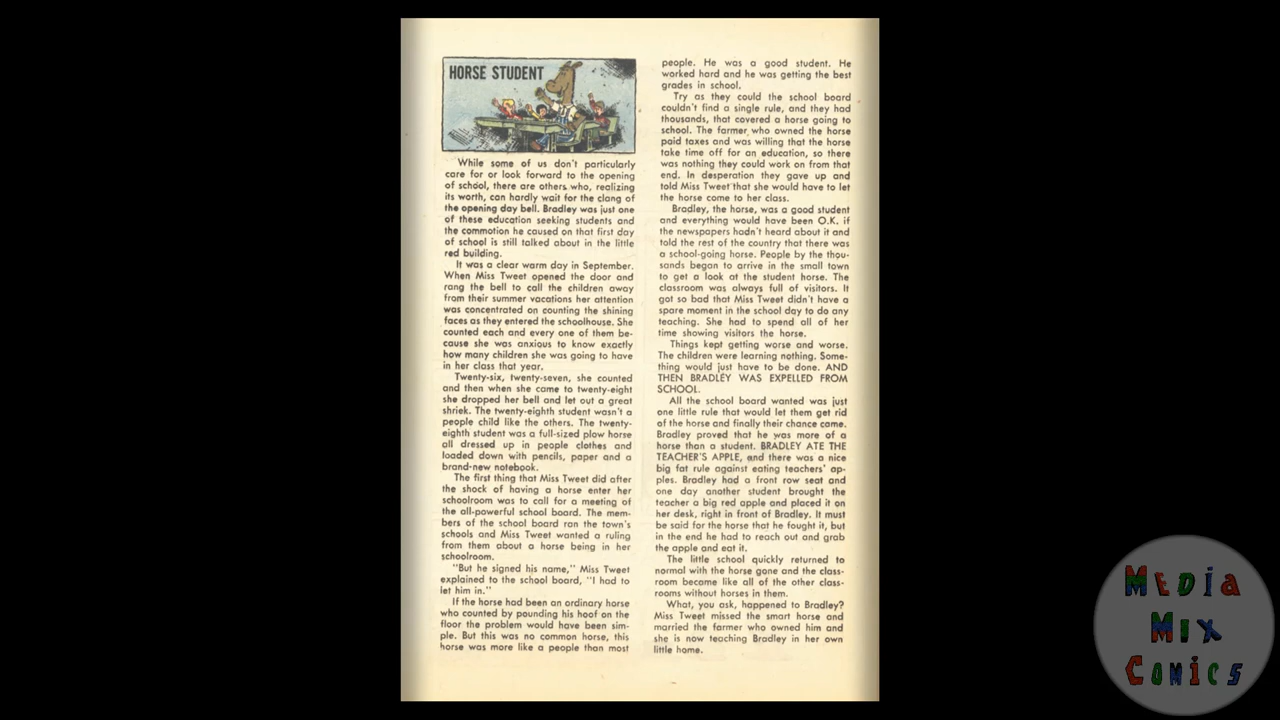 HORSE STUDENT
While some of us don't particularly
care for or look forward to the opening
of school, there are others who, realizing
its worth, can hardly wait for the clang of
the opening day bell. Bradley was just one
of these education seeking students and
the commotion he caused on that first day
of school is still talked about in the little
red building.
It was a clear warm day in September.
When Miss Tweet opened the door and
rang the bell to call the children away
from their summer vacations her attention
was concentrated on counting the shining
faces as they entered the schoolhouse. She
counted each and every one of them be-
cause she was anxious to know exactly
how many children she was going to have
in her class that year.
Twenty-six, twenty-seven, she counted
and then when she came to twenty-eight
she dropped her bell and let out a great
shriek. The twenty-eighth student wasn't a
people child like the others. The twenty-
eighth student was a full-sized plow horse
all dressed up in people clothes and
loaded down with pencils, paper and a
brand-new notebook.
The first thing that Miss Tweet did after
the shock of having a horse enter her
schoolroom was to call for a meeting of
the all-powerful school board. The mem-
bers of the school board ran the town's
schools and Miss Tweet wanted a ruling
from them about a horse being in her
schoolroom.
"But he signed his name," Miss Tweet
explained to the school board, "I had to
let him in."
If the horse had been an ordinary horse
who counted by pounding his hoof on the
floor the problem would have been sim-
ple. But this was no common horse, this
horse was more like a people than most
people. He was a good student. He
worked hard and he was getting the best
grades in school.
Try as they could the school board
couldn't find a single rule, and they had
thousands, that covered a horse going to
school. The farmer who owned the horse
paid taxes and was willing that the horse
take time off for an education, so there
was nothing they could work on from that
end. In desperation they gave up and
told Miss Tweet that she would have to let
the horse come to her class.
Bradley, the horse, was a good student
and everything would have been O.K. if
the newspapers hadn't heard about it and
told the rest of the country that there was
a school-going horse. People by the thou-
sands began to arrive in the small town
to get a look at the student horse. The
classroom was always full of visitors. It
got so bad that Miss Tweet didn't have a
spare moment in the school day to do any
teaching. She had to spend all of her
time showing visitors the horse.
Things kept getting worse and worse.
The children were learning nothing. Some-
thing would just have to be done. AND
THEN BRADLEY WAS EXPELLED FROM
SCHOOL.
All the school board wanted was just
one little rule that would let them get rid
of the horse and finally their chance came.
Bradley proved that he was more of a
horse than a student. BRADLEY ATE THE
TEACHER'S APPLE, and there was a nice
big fat rule against eating teachers' ap-
ples. Bradley had a front row seat and
one day another student brought the
teacher a big red apple and placed it on
her desk, right in front of Bradley. It must
be said for the horse that he fought it, but
in the end he had to reach out and grab
the apple and eat it.
The little school quickly returned to
normal with the horse gone and the class-
room became like all of the other class-
rooms without horses in them.
What, you ask, happened to Bradley?
Miss Tweet missed the smart horse and
married the farmer who owned him and
she is now teaching Bradley in her own
little home.
MEDIA
MIX
COMICS